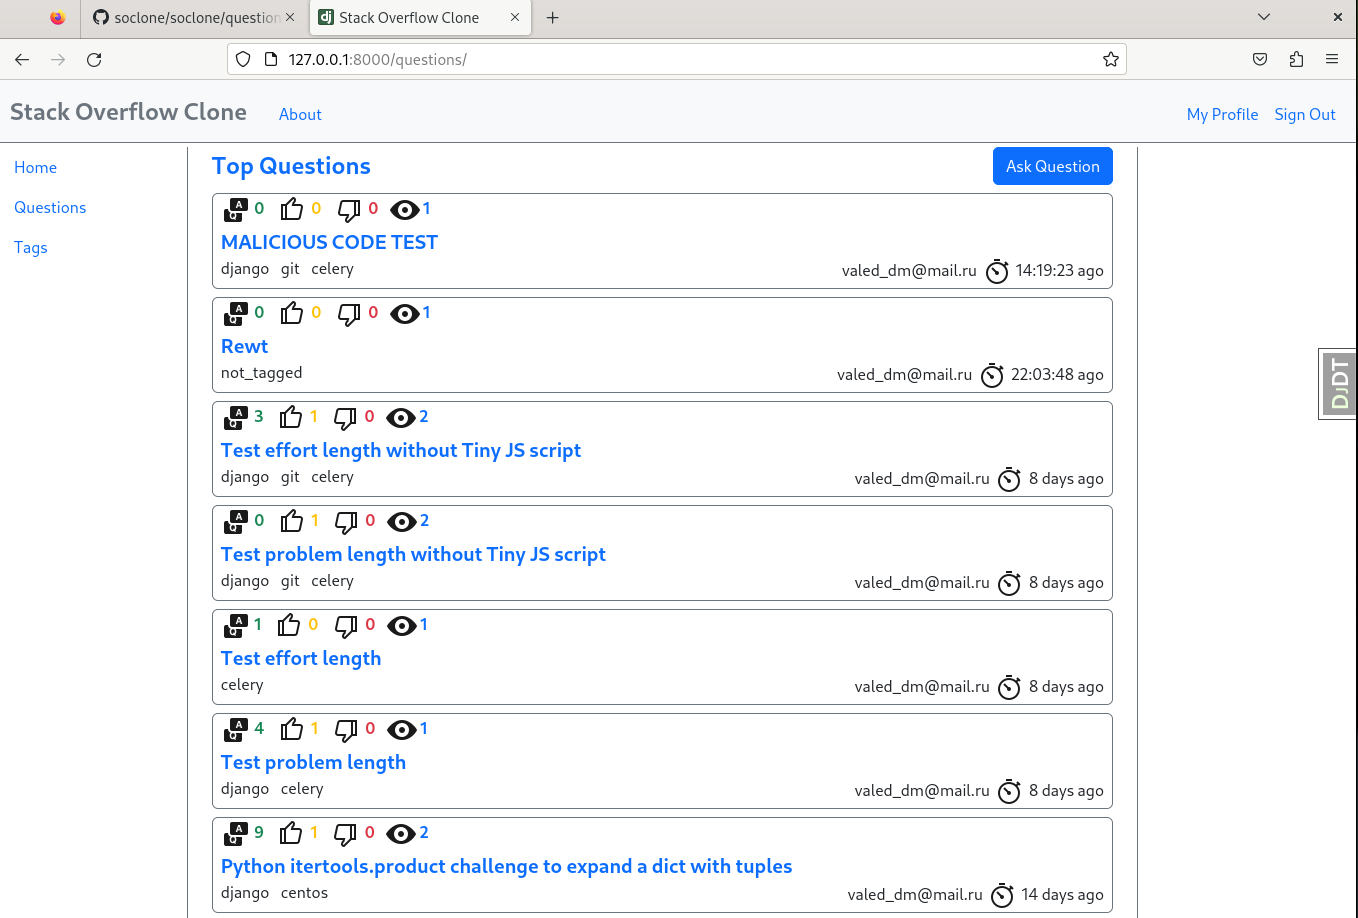 soclone/soclone/question
Stack Overflow Clone
127.0.0.1:8000/questions/
Stack Overflow Clone
About
My Profile
Sign Out
Home
Questions
Tags
Top Questions
Ask Question
A Q 0 0 0 1
MALICIOUS CODE TEST
django git celery
valed_dm@mail.ru 14:19:23 ago
A Q 0 0 0 1
Rewt
not_tagged
valed_dm@mail.ru 22:03:48 ago
A Q 3 1 0 2
Test effort length without Tiny JS script
django git celery
valed_dm@mail.ru 8 days ago
A Q 0 1 0 2
Test problem length without Tiny JS script
django git celery
valed_dm@mail.ru 8 days ago
A Q 1 0 0 1
Test effort length
celery
valed_dm@mail.ru 8 days ago
A Q 4 1 0 1
Test problem length
django celery
valed_dm@mail.ru 8 days ago
A Q 9 1 0 2
Python itertools.product challenge to expand a dict with tuples
django centos
valed_dm@mail.ru 14 days ago
DJDT
dj